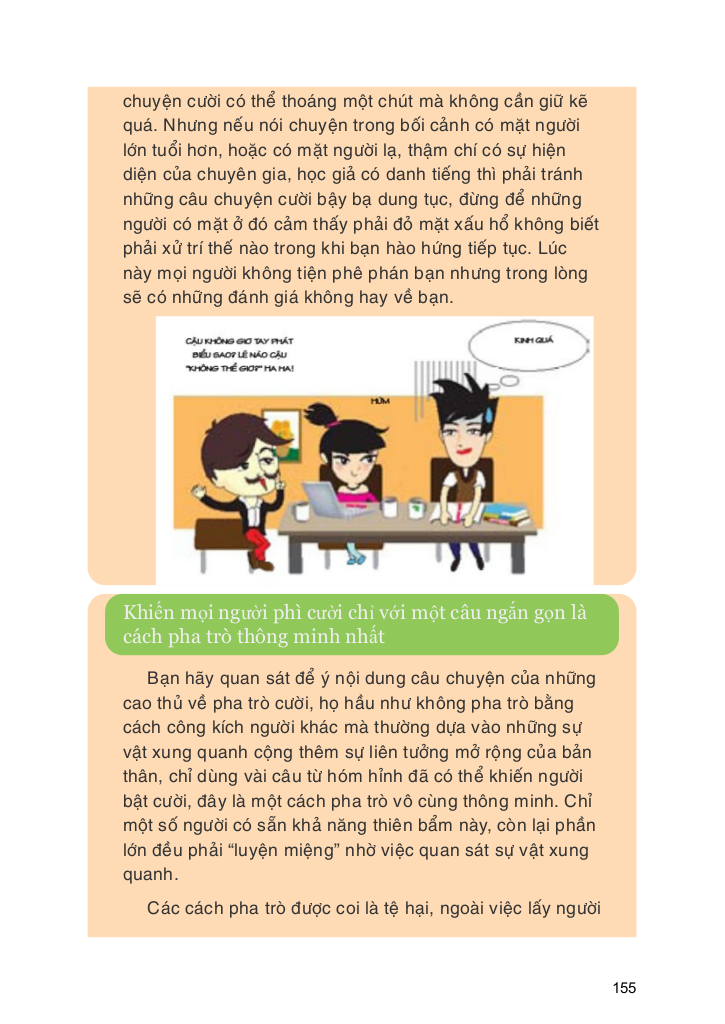 chuyện cười có thể thoáng một chút mà không cần giữ kẽ
quá. Nhưng nếu nói chuyện trong bối cảnh có mặt người
lớn tuổi hơn, hoặc có mặt người lạ, thậm chí có sự hiện
diện của chuyên gia, học giả có danh tiếng thì phải tránh
những câu chuyện cười bậy bạ dung tục, đừng để những
người có mặt ở đó cảm thấy phải đỏ mặt xấu hổ không biết
phải xử trí thế nào trong khi bạn hào hứng tiếp tục. Lúc
này mọi người không tiện phê phán bạn nhưng trong lòng
sẽ có những đánh giá không hay về bạn.
CẬU KHÔNG GIƠ TAY PHÁT
BIỂU SAO? LẼ NÀO CẬU
"KHÔNG THỂ GIƠ?" HA HA!
KINH QUÁ
HỪM
Khiến mọi người phì cười chỉ với một câu ngắn gọn là
cách pha trò thông minh nhất
Bạn hãy quan sát để ý nội dung câu chuyện của những
cao thủ về pha trò cười, họ hầu như không pha trò bằng
cách công kích người khác mà thường dựa vào những sự
vật xung quanh cộng thêm sự liên tưởng mở rộng của bản
thân, chỉ dùng vài câu từ hóm hỉnh đã có thể khiến người
bật cười, đây là một cách pha trò vô cùng thông minh. Chỉ
một số người có sẵn khả năng thiên bẩm này, còn lại phần
lớn đều phải “luyện miệng” nhờ việc quan sát sự vật xung
quanh.
Các cách pha trò được coi là tệ hại, ngoài việc lấy người
155